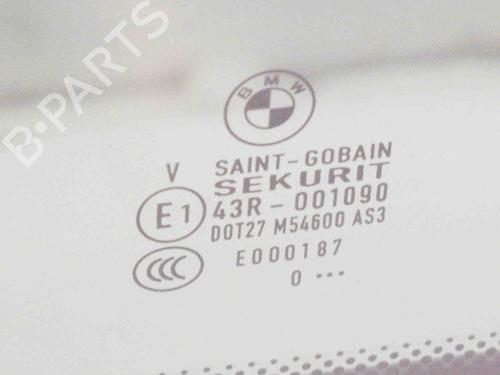 B-PARTS
BMW
V
SAINT-GOBAIN
SEKURIT
E1
43R-001090
DOT27 M54600 AS3
CCC
E000187
0 •••